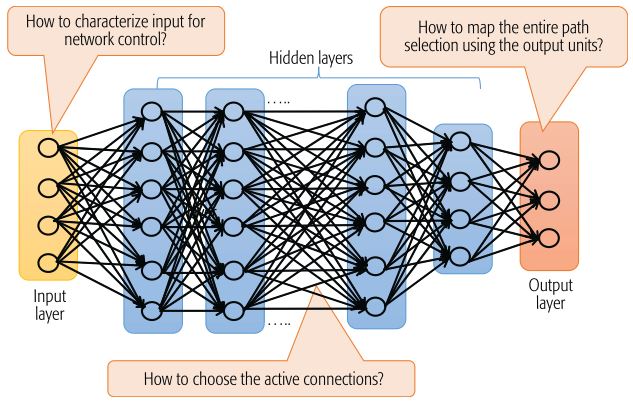 How to characterize input for
network control?
How to map the entire path
selection using the output units?
Hidden layers
.....
.....
Input
layer
Output
layer
How to choose the active connections?